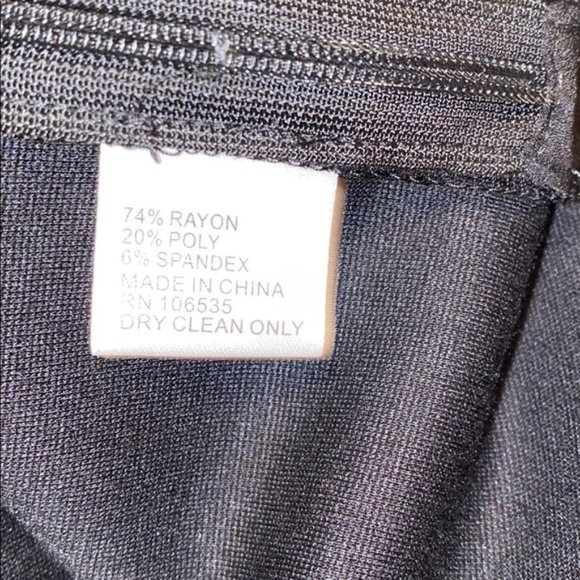 74% RAYON
20% POLY
6% SPANDEX
MADE IN CHINA
RN 106535
DRY CLEAN ONLY